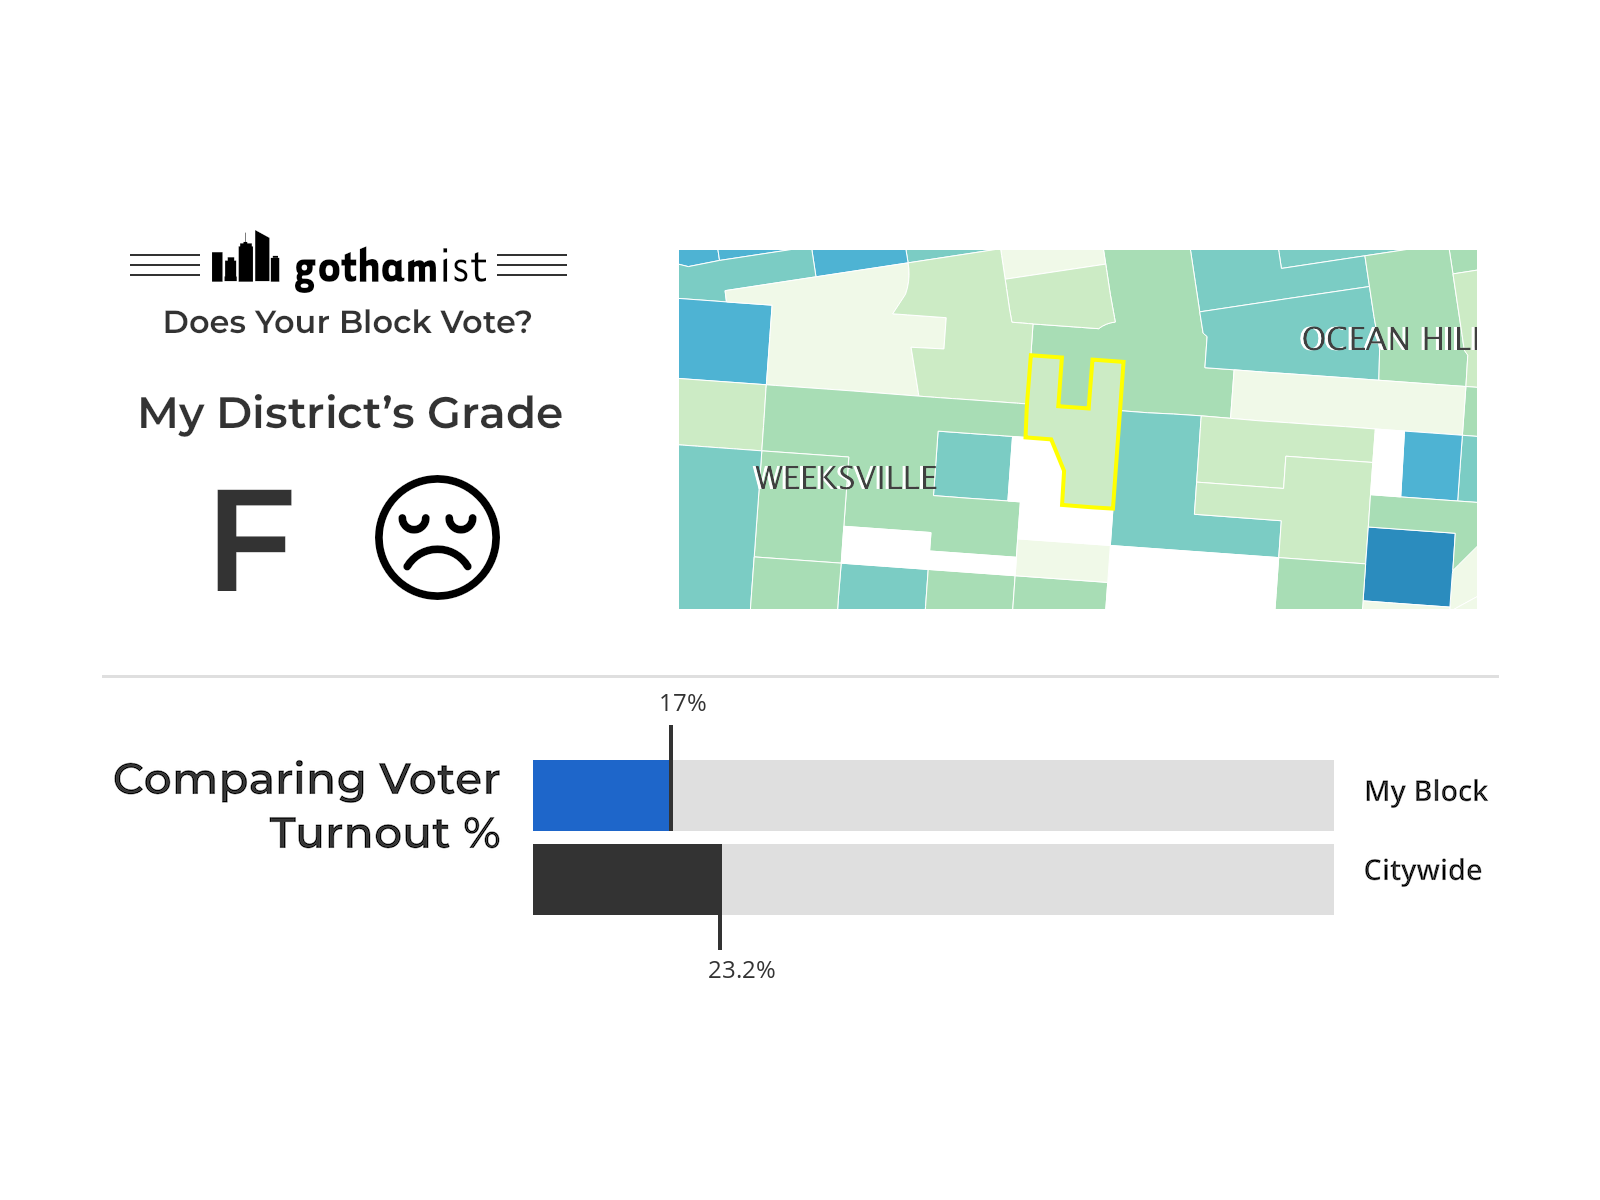 gothamist
Does Your Block Vote?
My District's Grade
F
OCEAN HILL
WEEKSVILLE
17%
Comparing Voter
Turnout %
My Block
Citywide
23.2%